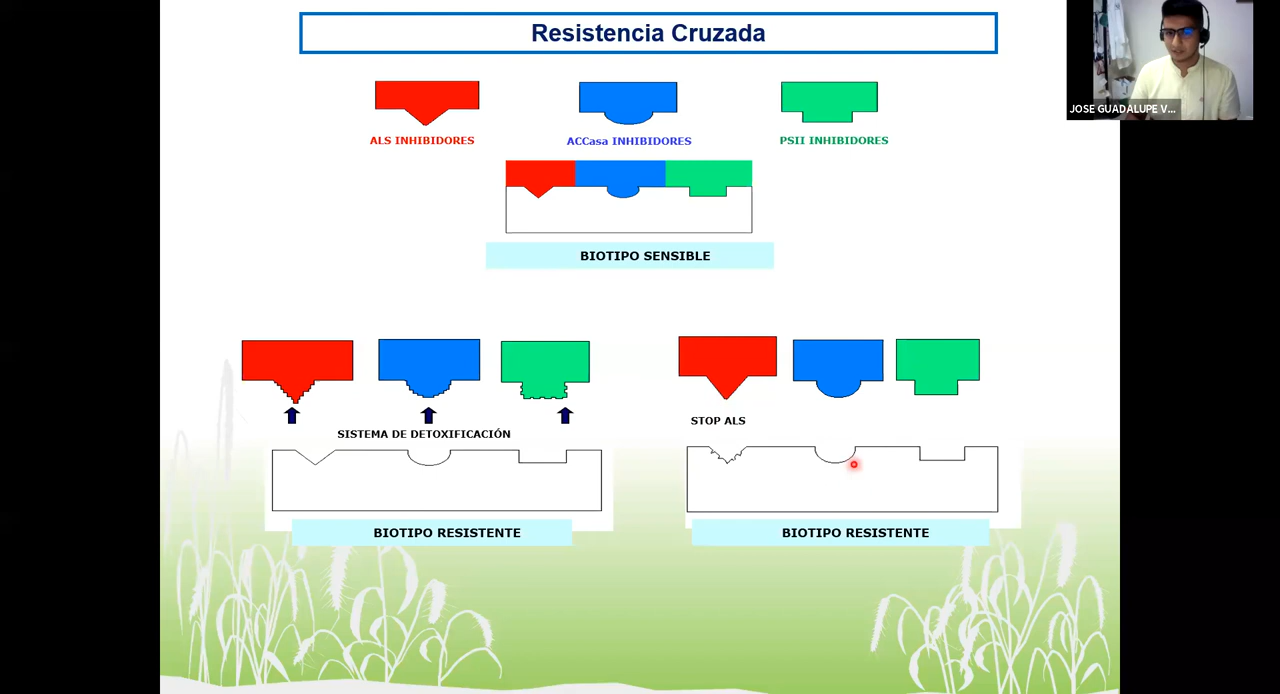 Resistencia Cruzada
JOSE GUADALUPE V...
ALS INHIBIDORES
ACCasa INHIBIDORES
PSII INHIBIDORES
BIOTIPO SENSIBLE
SISTEMA DE DETOXIFICACIÓN
BIOTIPO RESISTENTE
STOP ALS
BIOTIPO RESISTENTE